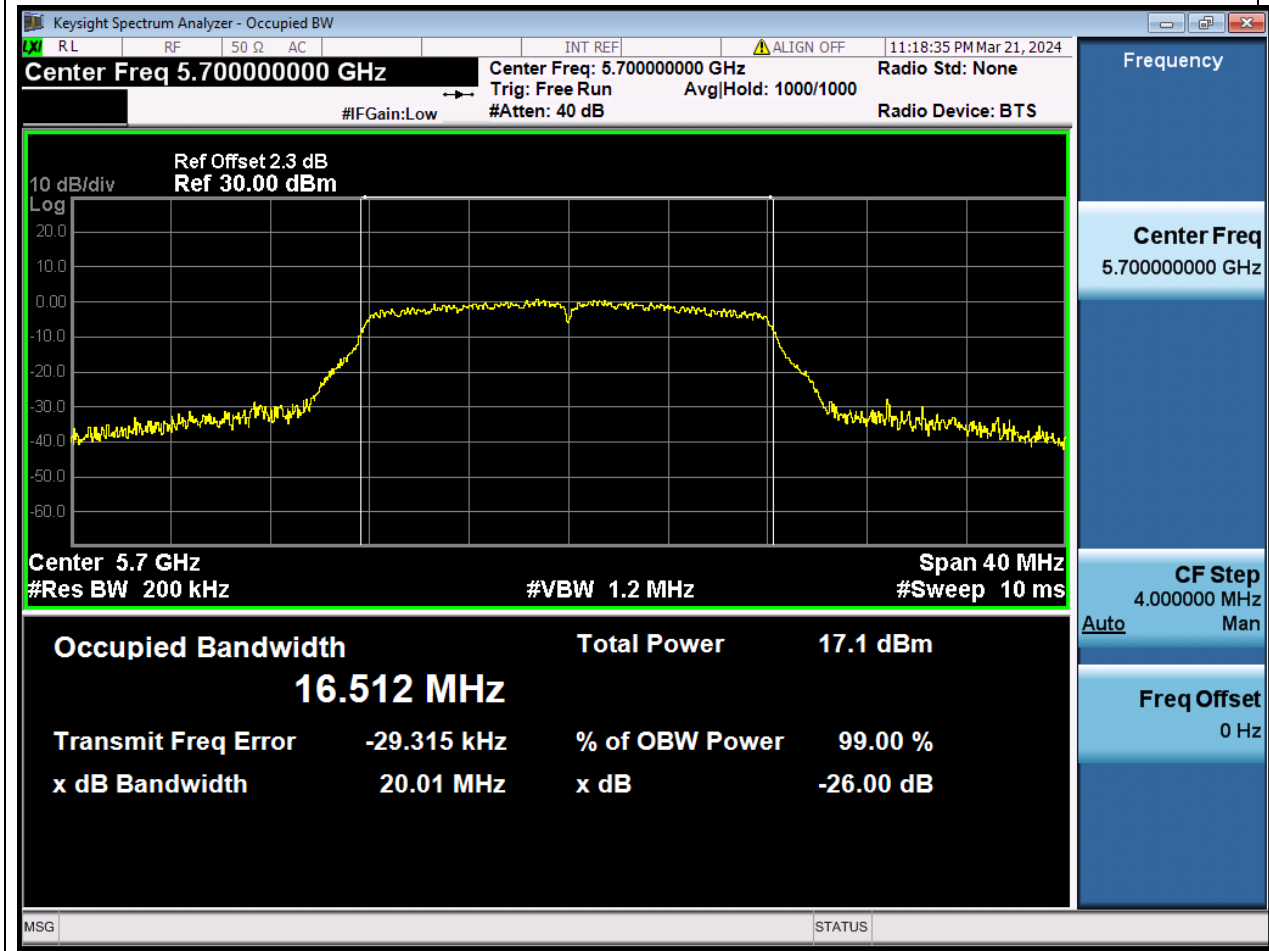 Keysight Spectrum Analyzer - Occupied BW
LXI RL RF 50 Ω AC INT REF ALIGN OFF 11:18:35 PM Mar 21, 2024
Center Freq 5.700000000 GHz
Center Freq: 5.700000000 GHz Radio Std: None
Trig: Free Run Avg|Hold: 1000/1000
#IFGain:Low #Atten: 40 dB Radio Device: BTS
Ref Offset 2.3 dB
10 dB/div Ref 30.00 dBm
Log
20.0
10.0
0.00
-10.0
-20.0
-30.0
-40.0
-50.0
-60.0
Center 5.7 GHz Span 40 MHz
#Res BW 200 kHz #VBW 1.2 MHz #Sweep 10 ms
Occupied Bandwidth Total Power 17.1 dBm
16.512 MHz
Transmit Freq Error -29.315 kHz % of OBW Power 99.00 %
x dB Bandwidth 20.01 MHz x dB -26.00 dB
MSG STATUS
Frequency
Center Freq
5.700000000 GHz
CF Step
4.000000 MHz
Auto Man
Freq Offset
0 Hz